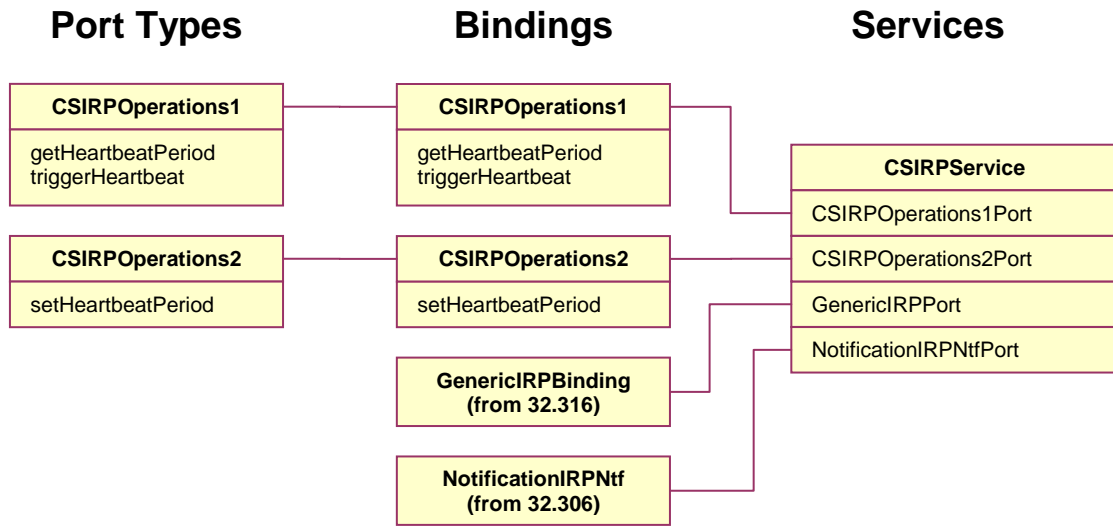 Port Types
Bindings
Services
CSIRPOperations1
getHeartbeatPeriod
triggerHeartbeat
CSIRPOperations2
setHeartbeatPeriod
CSIRPOperations1
getHeartbeatPeriod
triggerHeartbeat
CSIRPOperations2
setHeartbeatPeriod
GenericIRPBinding
(from 32.316)
NotificationIRPNtf
(from 32.306)
CSIRPService
CSIRPOperations1Port
CSIRPOperations2Port
GenericIRPPort
NotificationIRPNtfPort